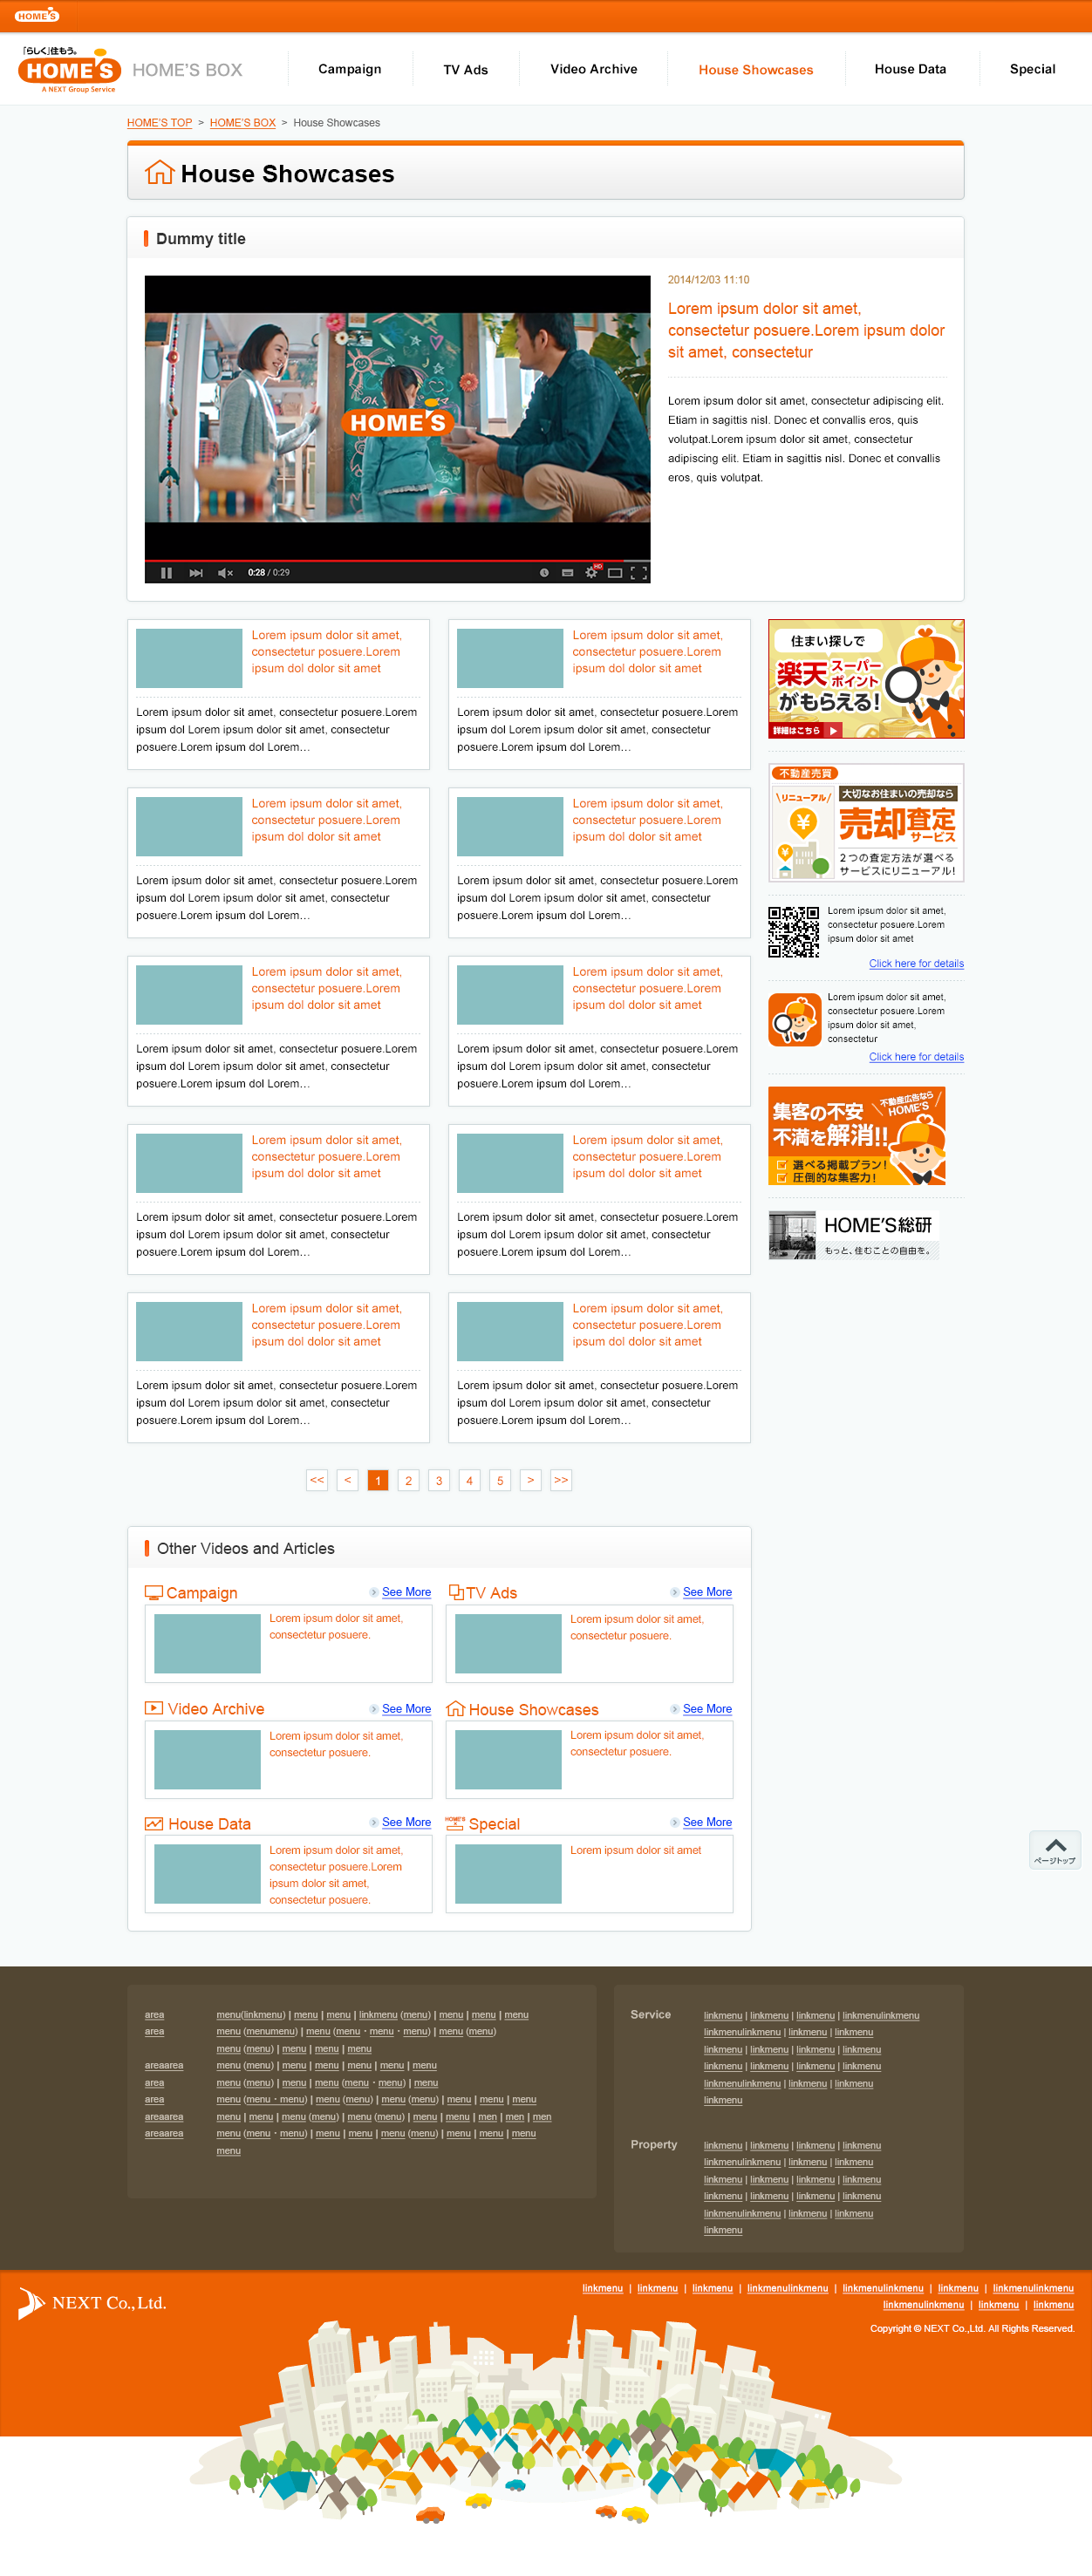 HOME'S
「らしく」住もう。
HOME'S
A NEXT Group Service
HOME'S BOX
Campaign
TV Ads
Video Archive
House Showcases
House Data
Special
HOME'S TOP > HOME'S BOX > House Showcases
House Showcases
Dummy title
HOME'S
HD
0:28 / 0:29
2014/12/03 11:10
Lorem ipsum dolor sit amet,
consectetur posuere.Lorem ipsum dolor
sit amet, consectetur
Lorem ipsum dolor sit amet, consectetur adipiscing elit.
Etiam in sagittis nisl. Donec et convallis eros, quis
volutpat.Lorem ipsum dolor sit amet, consectetur
adipiscing elit. Etiam in sagittis nisl. Donec et convallis
eros, quis volutpat.
Lorem ipsum dolor sit amet,
consectetur posuere.Lorem
ipsum dol dolor sit amet
Lorem ipsum dolor sit amet, consectetur posuere.Lorem
ipsum dol Lorem ipsum dolor sit amet, consectetur
posuere.Lorem ipsum dol Lorem…
Lorem ipsum dolor sit amet,
consectetur posuere.Lorem
ipsum dol dolor sit amet
Lorem ipsum dolor sit amet, consectetur posuere.Lorem
ipsum dol Lorem ipsum dolor sit amet, consectetur
posuere.Lorem ipsum dol Lorem…
Lorem ipsum dolor sit amet,
consectetur posuere.Lorem
ipsum dol dolor sit amet
Lorem ipsum dolor sit amet, consectetur posuere.Lorem
ipsum dol Lorem ipsum dolor sit amet, consectetur
posuere.Lorem ipsum dol Lorem…
Lorem ipsum dolor sit amet,
consectetur posuere.Lorem
ipsum dol dolor sit amet
Lorem ipsum dolor sit amet, consectetur posuere.Lorem
ipsum dol Lorem ipsum dolor sit amet, consectetur
posuere.Lorem ipsum dol Lorem…
Lorem ipsum dolor sit amet,
consectetur posuere.Lorem
ipsum dol dolor sit amet
Lorem ipsum dolor sit amet, consectetur posuere.Lorem
ipsum dol Lorem ipsum dolor sit amet, consectetur
posuere.Lorem ipsum dol Lorem…
Lorem ipsum dolor sit amet,
consectetur posuere.Lorem
ipsum dol dolor sit amet
Lorem ipsum dolor sit amet, consectetur posuere.Lorem
ipsum dol Lorem ipsum dolor sit amet, consectetur
posuere.Lorem ipsum dol Lorem…
Lorem ipsum dolor sit amet,
consectetur posuere.Lorem
ipsum dol dolor sit amet
Lorem ipsum dolor sit amet, consectetur posuere.Lorem
ipsum dol Lorem ipsum dolor sit amet, consectetur
posuere.Lorem ipsum dol Lorem…
Lorem ipsum dolor sit amet,
consectetur posuere.Lorem
ipsum dol dolor sit amet
Lorem ipsum dolor sit amet, consectetur posuere.Lorem
ipsum dol Lorem ipsum dolor sit amet, consectetur
posuere.Lorem ipsum dol Lorem…
Lorem ipsum dolor sit amet,
consectetur posuere.Lorem
ipsum dol dolor sit amet
Lorem ipsum dolor sit amet, consectetur posuere.Lorem
ipsum dol Lorem ipsum dolor sit amet, consectetur
posuere.Lorem ipsum dol Lorem…
Lorem ipsum dolor sit amet,
consectetur posuere.Lorem
ipsum dol dolor sit amet
Lorem ipsum dolor sit amet, consectetur posuere.Lorem
ipsum dol Lorem ipsum dolor sit amet, consectetur
posuere.Lorem ipsum dol Lorem…
<< < 1 2 3 4 5 > >>
住まい探しで
楽天スーパーポイント
がもらえる!
詳細はこちら
不動産売買
リニューアル
大切なお住まいの売却なら
売却査定
サービス
2つの査定方法が選べる
サービスにリニューアル!
Lorem ipsum dolor sit amet,
consectetur posuere.Lorem
ipsum dolor sit amet
Click here for details
Lorem ipsum dolor sit amet,
consectetur posuere.Lorem
ipsum dolor sit amet,
consectetur
Click here for details
不動産広告なら
HOME'S
集客の不安
不満を解消!!
選べる掲載プラン!
圧倒的な集客力!
HOME'S総研
もっと、住むことの自由を。
Other Videos and Articles
Campaign
See More
Lorem ipsum dolor sit amet,
consectetur posuere.
TV Ads
See More
Lorem ipsum dolor sit amet,
consectetur posuere.
Video Archive
See More
Lorem ipsum dolor sit amet,
consectetur posuere.
House Showcases
See More
Lorem ipsum dolor sit amet,
consectetur posuere.
House Data
See More
Lorem ipsum dolor sit amet,
consectetur posuere.Lorem
ipsum dolor sit amet,
consectetur posuere.
HOME'S
Special
See More
Lorem ipsum dolor sit amet
ページトップ
area menu(linkmenu) | menu | menu | linkmenu (menu) | menu | menu | menu
area menu (menumenu) | menu (menu・menu・menu) | menu (menu)
menu (menu) | menu | menu | menu
areaarea menu (menu) | menu | menu | menu | menu | menu
area menu (menu) | menu | menu (menu・menu) | menu
area menu (menu・menu) | menu (menu) | menu (menu) | menu | menu | menu
areaarea menu | menu | menu (menu) | menu (menu) | menu | menu | men | men | men
areaarea menu (menu・menu) | menu | menu | menu (menu) | menu | menu | menu
menu
Service
linkmenu | linkmenu | linkmenu | linkmenulinkmenu
linkmenulinkmenu | linkmenu | linkmenu
linkmenu | linkmenu | linkmenu | linkmenu
linkmenu | linkmenu | linkmenu | linkmenu
linkmenulinkmenu | linkmenu | linkmenu
linkmenu
Property
linkmenu | linkmenu | linkmenu | linkmenu
linkmenulinkmenu | linkmenu | linkmenu
linkmenu | linkmenu | linkmenu | linkmenu
linkmenu | linkmenu | linkmenu | linkmenu
linkmenulinkmenu | linkmenu | linkmenu
linkmenu
NEXT Co., Ltd.
linkmenu | linkmenu | linkmenu | linkmenulinkmenu | linkmenulinkmenu | linkmenu | linkmenulinkmenu
linkmenulinkmenu | linkmenu | linkmenu
Copyright © NEXT Co.,Ltd. All Rights Reserved.